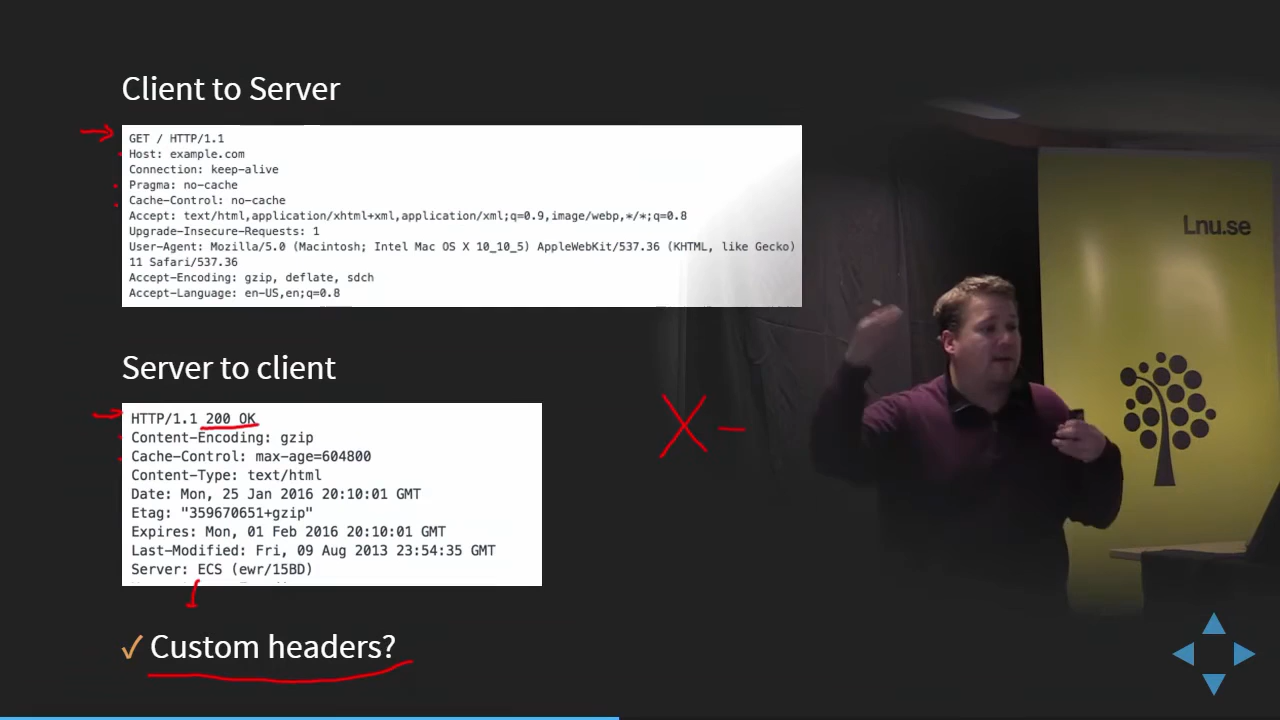 Client to Server
GET / HTTP/1.1
Host: example.com
Connection: keep-alive
Pragma: no-cache
Cache-Control: no-cache
Accept: text/html,application/xhtml+xml,application/xml;q=0.9,image/webp,*/*;q=0.8
Upgrade-Insecure-Requests: 1
User-Agent: Mozilla/5.0 (Macintosh; Intel Mac OS X 10_10_5) AppleWebKit/537.36 (KHTML, like Gecko)
11 Safari/537.36
Accept-Encoding: gzip, deflate, sdch
Accept-Language: en-US,en;q=0.8
Lnu.se
Server to client
HTTP/1.1 200 OK
Content-Encoding: gzip
Cache-Control: max-age=604800
Content-Type: text/html
Date: Mon, 25 Jan 2016 20:10:01 GMT
Etag: "359670651+gzip"
Expires: Mon, 01 Feb 2016 20:10:01 GMT
Last-Modified: Fri, 09 Aug 2013 23:54:35 GMT
Server: ECS (ewr/15BD)
X-
✓ Custom headers?